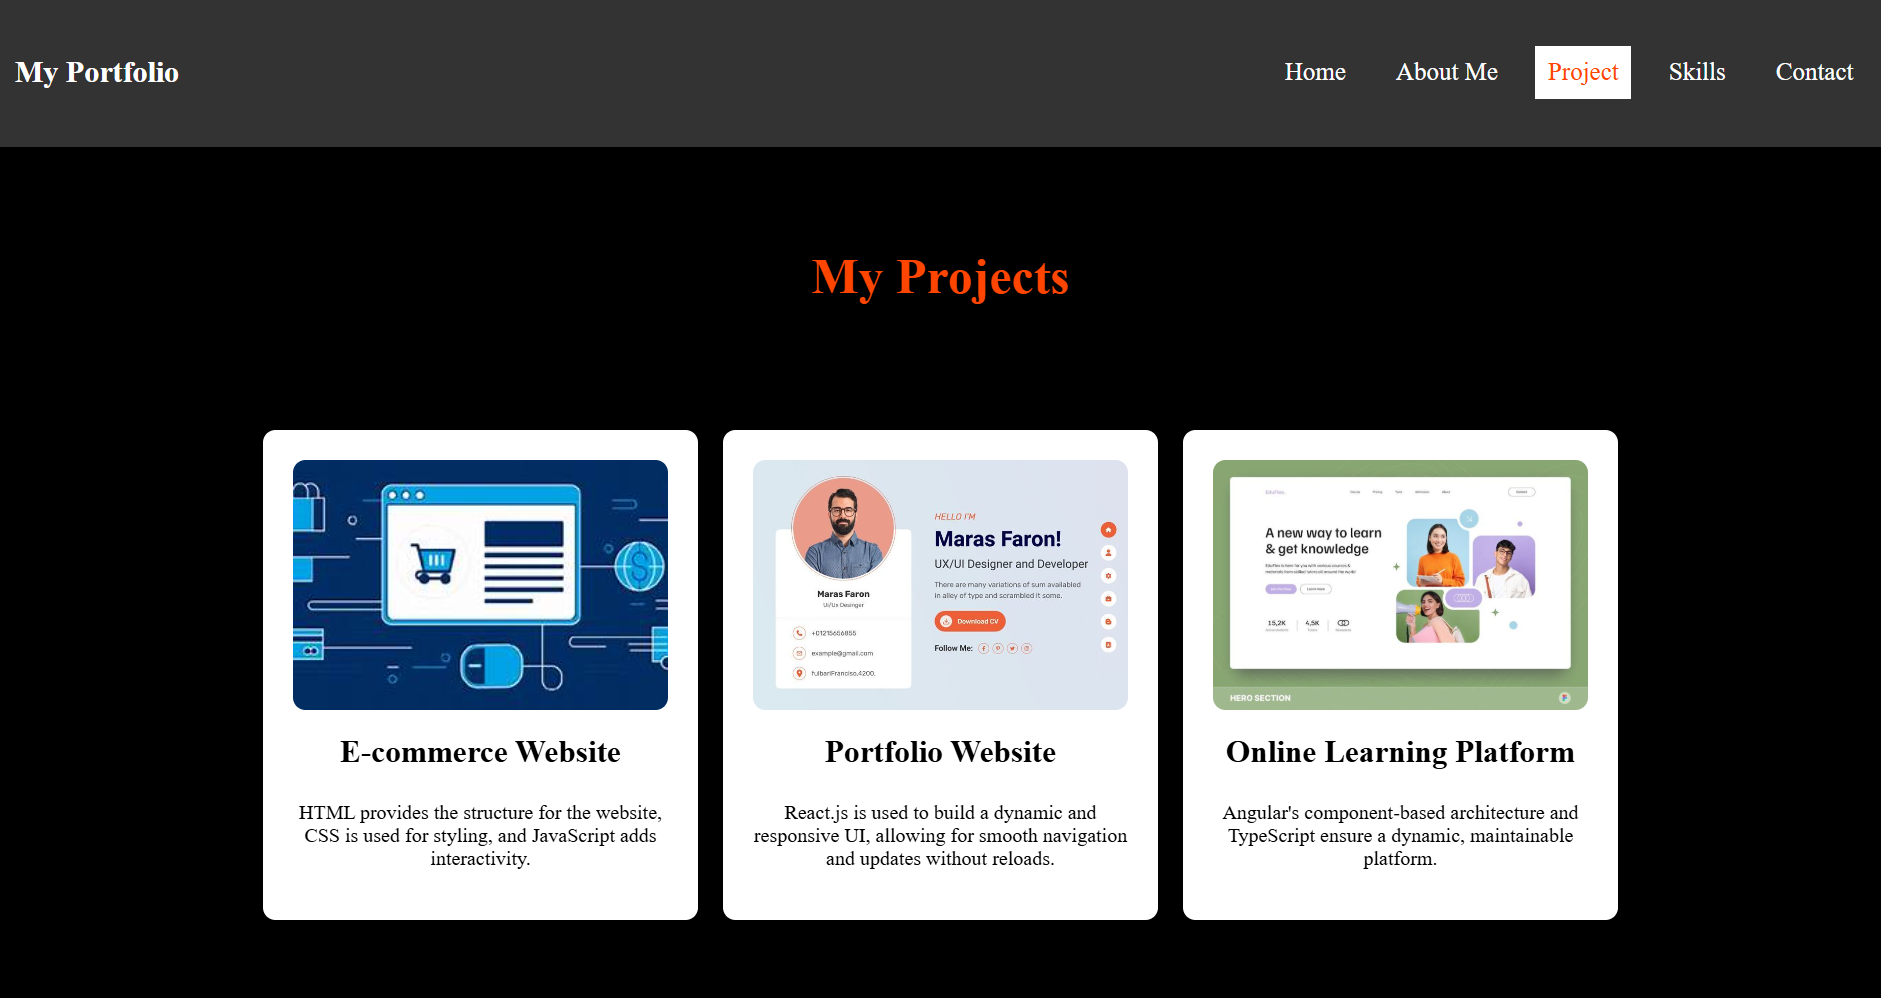 My Portfolio
Home
About Me
Project
Skills
Contact
My Projects
E-commerce Website
HTML provides the structure for the website,
CSS is used for styling, and JavaScript adds
interactivity.
HELLO I'M
Maras Faron!
UX/UI Designer and Developer
There are many variations of sum availabled
in alley of type and scrambled it some.
Download CV
Follow Me:
Maras Faron
+01215656855
example@gmail.com
fulbariFranciso,4200.
Portfolio Website
React.js is used to build a dynamic and
responsive UI, allowing for smooth navigation
and updates without reloads.
A new way to learn
& get knowledge
15,2K
4,5K
HERO SECTION
Online Learning Platform
Angular's component-based architecture and
TypeScript ensure a dynamic, maintainable
platform.